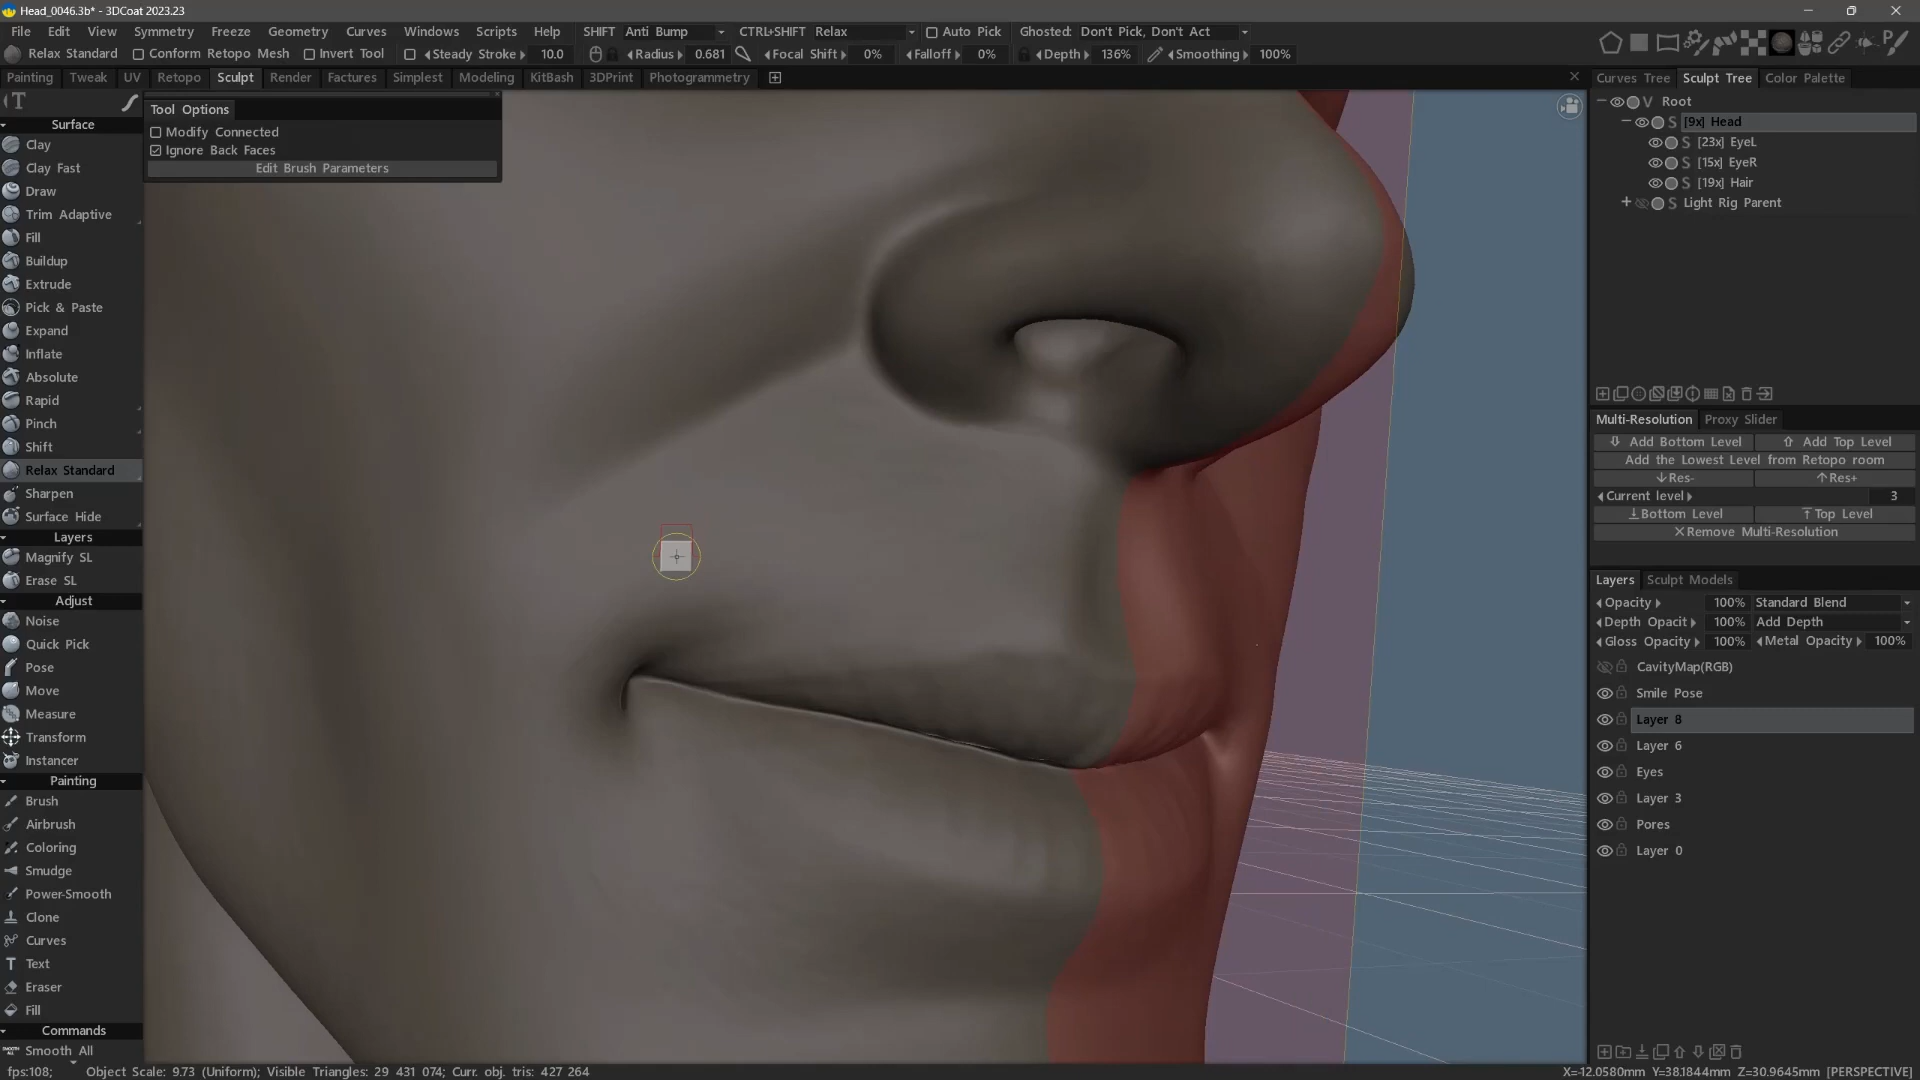 Head_0046.3b* - 3DCoat 2023.23
File Edit View Symmetry Freeze Geometry Curves Windows Scripts Help SHIFT Anti Bump CTRL+SHIFT Relax Auto Pick Ghosted: Don't Pick, Don't Act
Relax Standard Conform Retopo Mesh Invert Tool Steady Stroke 10.0 Radius 0.681 Focal Shift 0% Falloff 0% Depth 136% Smoothing 100%
Painting Tweak UV Retopo Sculpt Render Factures Simplest Modeling KitBash 3DPrint Photogrammetry
Curves Tree Sculpt Tree Color Palette
Tool Options
Modify Connected
Ignore Back Faces
Edit Brush Parameters
Surface
Clay
Clay Fast
Draw
Trim Adaptive
Fill
Buildup
Extrude
Pick & Paste
Expand
Inflate
Absolute
Rapid
Pinch
Shift
Relax Standard
Sharpen
Surface Hide
Layers
Magnify SL
Erase SL
Adjust
Noise
Quick Pick
Pose
Move
Measure
Transform
Instancer
Painting
Brush
Airbrush
Coloring
Smudge
Power-Smooth
Clone
Curves
Text
Eraser
Fill
Commands
Smooth All
V Root
S [9x] Head
S [23x] EyeL
S [15x] EyeR
S [19x] Hair
S Light Rig Parent
Multi-Resolution Proxy Slider
Add Bottom Level Add Top Level
Add the Lowest Level from Retopo room
Res- Res+
Current level 3
Bottom Level Top Level
Remove Multi-Resolution
Layers Sculpt Models
Opacity 100% Standard Blend
Depth Opacit 100% Add Depth
Gloss Opacity 100% Metal Opacity 100%
CavityMap(RGB)
Smile Pose
Layer 8
Layer 6
Eyes
Layer 3
Pores
Layer 0
fps:108; Object Scale: 9.73 (Uniform); Visible Triangles: 29 431 074; Curr. obj. tris: 427 264
X=-12.0580mm Y=38.1844mm Z=30.9645mm [PERSPECTIVE]